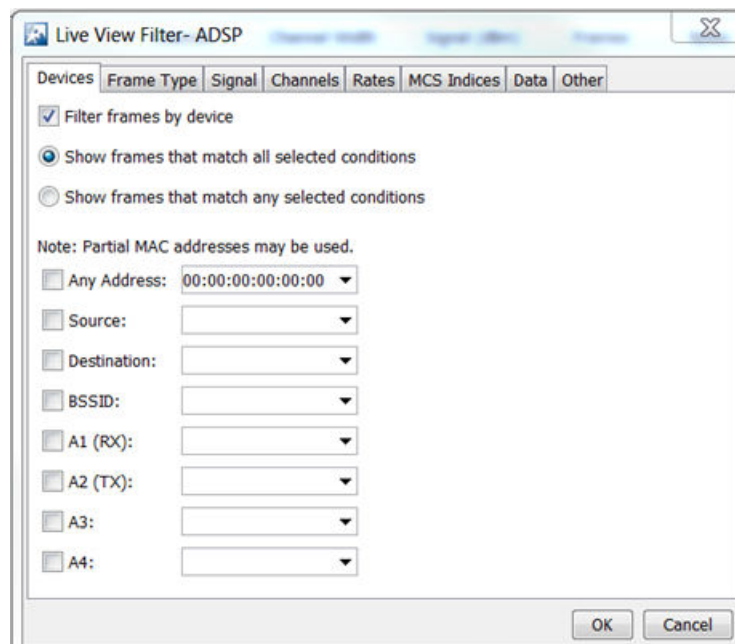 Live View Filter- ADSP
Devices Frame Type Signal Channels Rates MCS Indices Data Other
Filter frames by device
Show frames that match all selected conditions
Show frames that match any selected conditions
Note: Partial MAC addresses may be used.
Any Address: 00:00:00:00:00:00
Source:
Destination:
BSSID:
A1 (RX):
A2 (TX):
A3:
A4:
OK Cancel